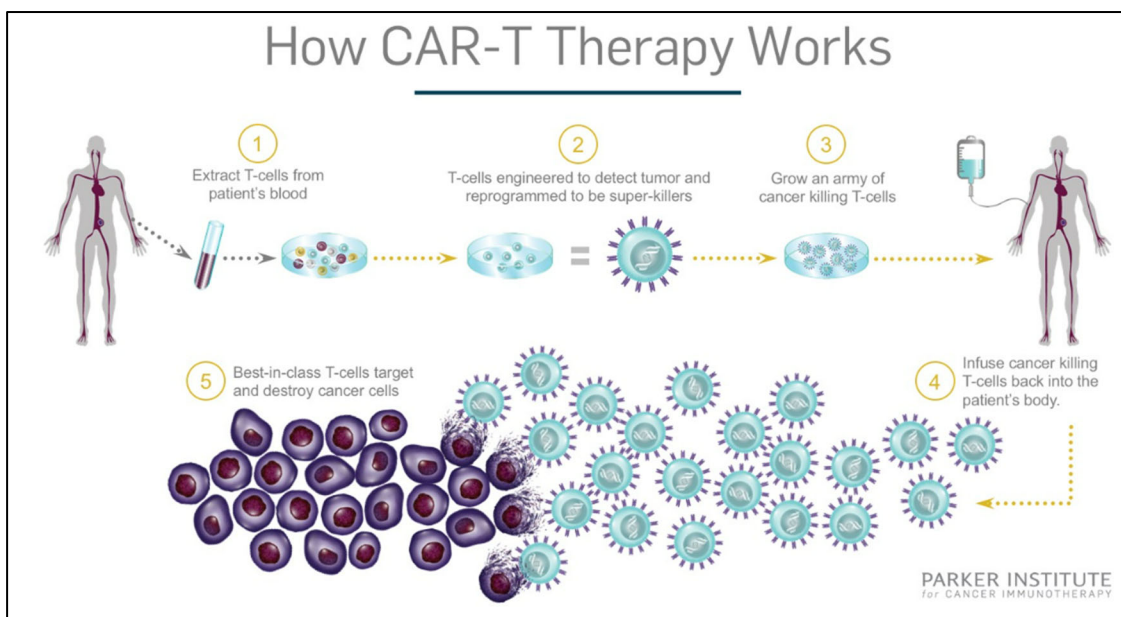 How CAR-T Therapy Works
1
Extract T-cells from
patient's blood
2
T-cells engineered to detect tumor and
reprogrammed to be super-killers
3
Grow an army of
cancer killing T-cells
4
Infuse cancer killing
T-cells back into the
patient's body.
5
Best-in-class T-cells target
and destroy cancer cells
PARKER INSTITUTE
for CANCER IMMUNOTHERAPY